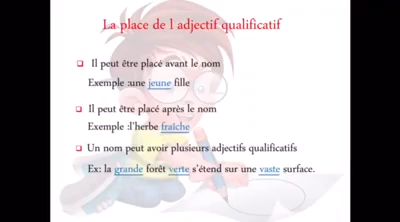 La place de l adjectif qualificatif
Il peut être placé avant le nom
Exemple :une jeune fille
Il peut être placé après le nom
Exemple :l'herbe fraîche
Un nom peut avoir plusieurs adjectifs qualificatifs
Ex: la grande forêt verte s'étend sur une vaste surface.